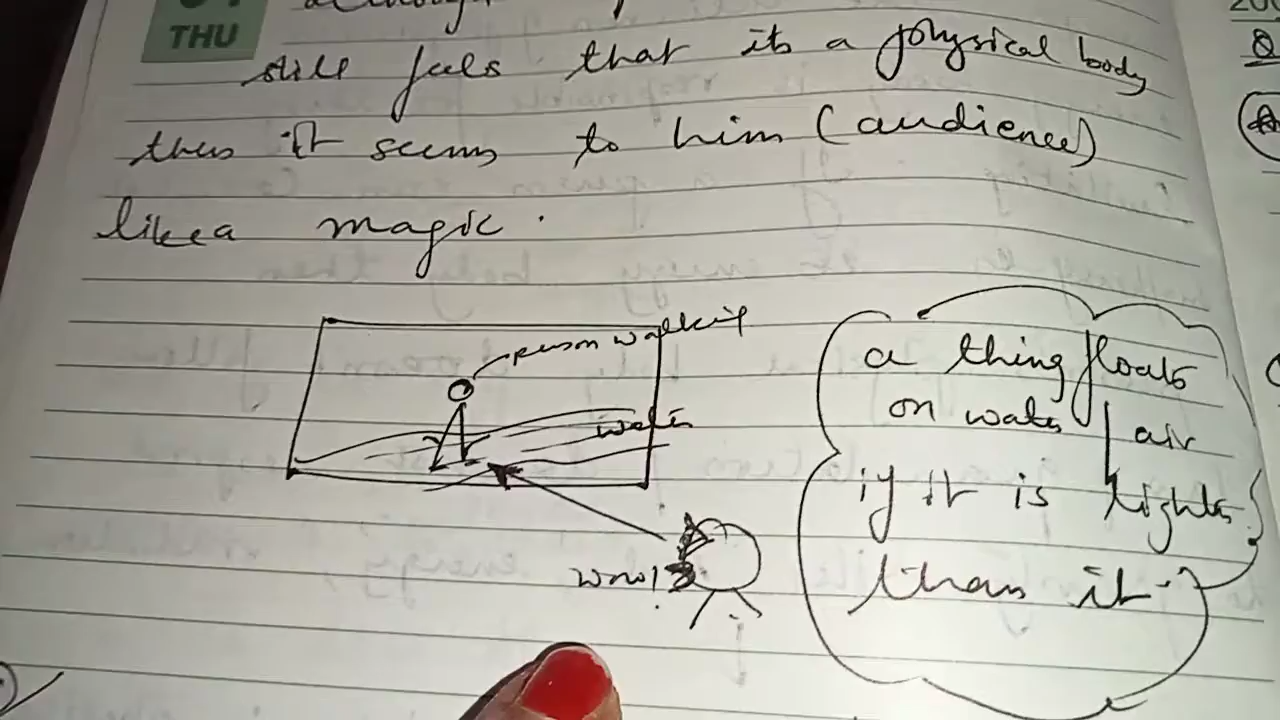 THU
still feels that its a physical body
then it seems to him (audience)
like a magic.
person walking
water
wow!
a thing floats
on water | air
if it is lighter
than it.